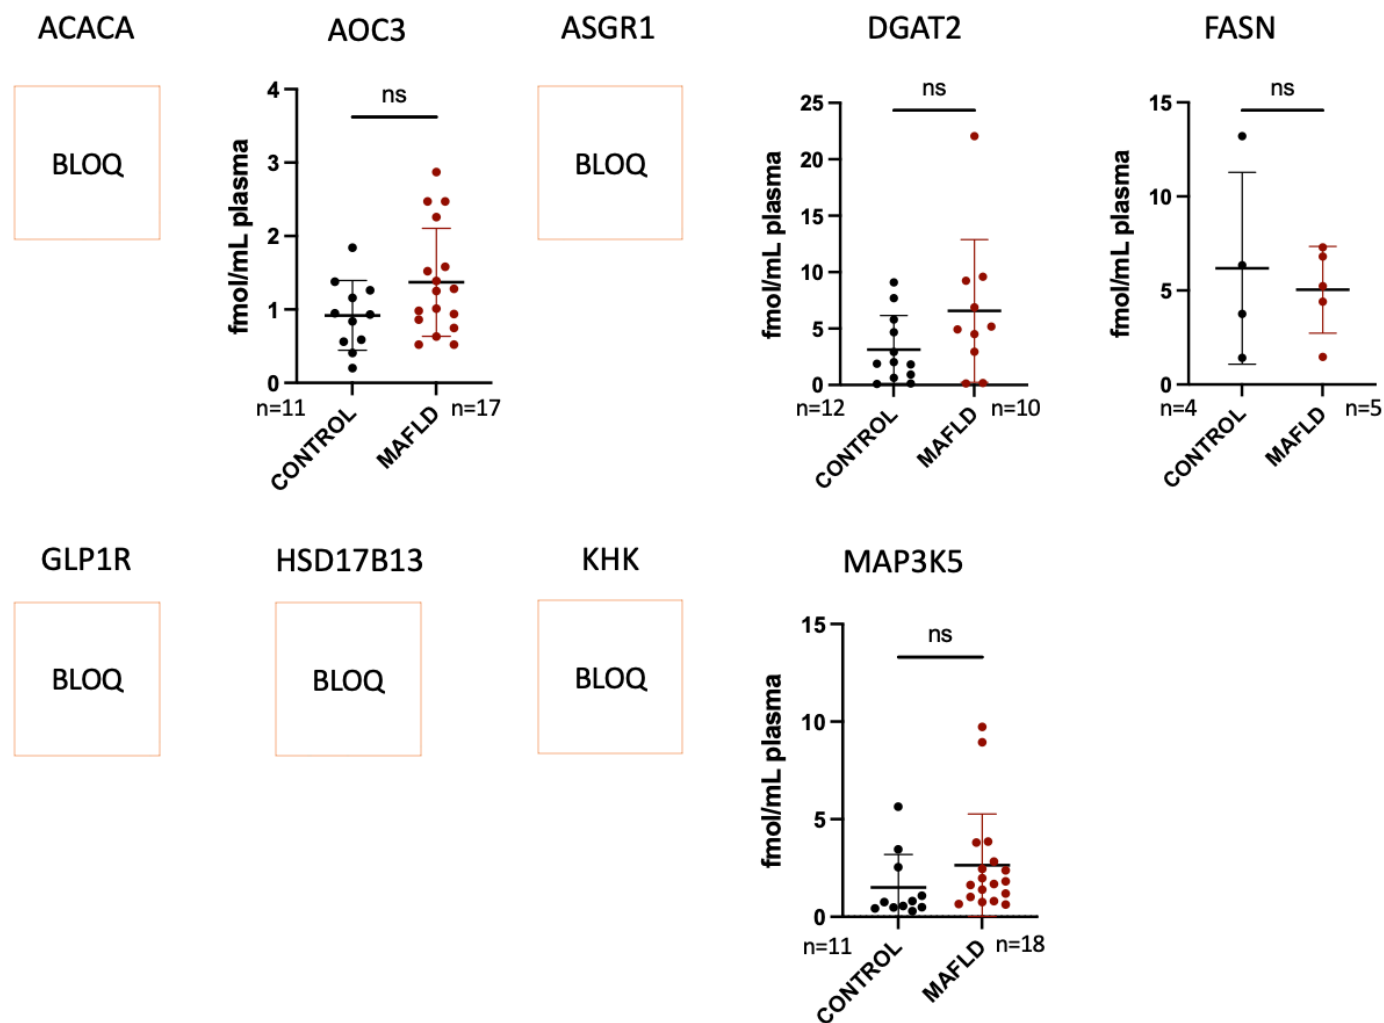 ACACA
AOC3
ASGR1
DGAT2
FASN
BLOQ
4
3
2
1
0
fmol/mL plasma
ns
n=11
CONTROL
MAFLD
n=17
BLOQ
25
20
15
10
5
0
fmol/mL plasma
ns
n=12
CONTROL
MAFLD
n=10
15
10
5
0
fmol/mL plasma
ns
n=4
CONTROL
MAFLD
n=5
GLP1R
HSD17B13
KHK
MAP3K5
BLOQ
BLOQ
BLOQ
15
10
5
0
fmol/mL plasma
ns
n=11
CONTROL
MAFLD
n=18